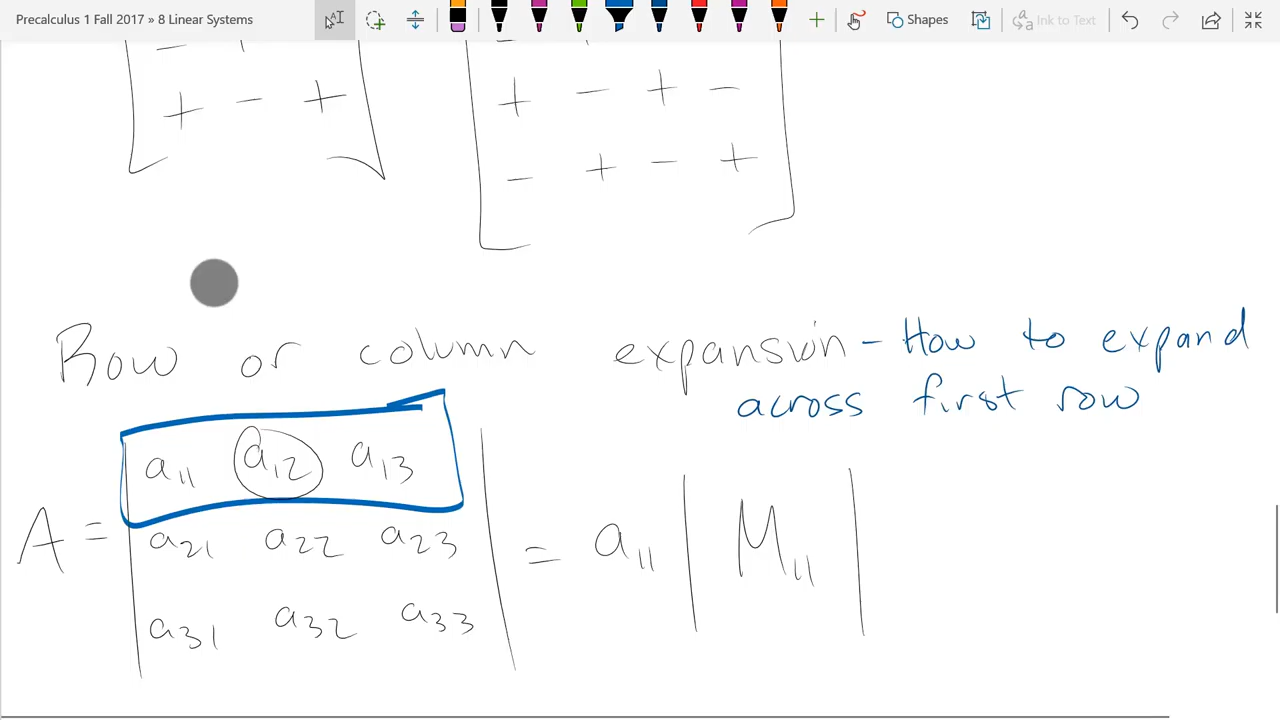 Precalculus 1 Fall 2017 » 8 Linear Systems
Shapes
Ink to Text
+ - +
+ - + -
- + - +
Row or column expansion - How to expand
across first row
a11 a12 a13
A = a21 a22 a23 = a11 | M11 |
a31 a32 a33